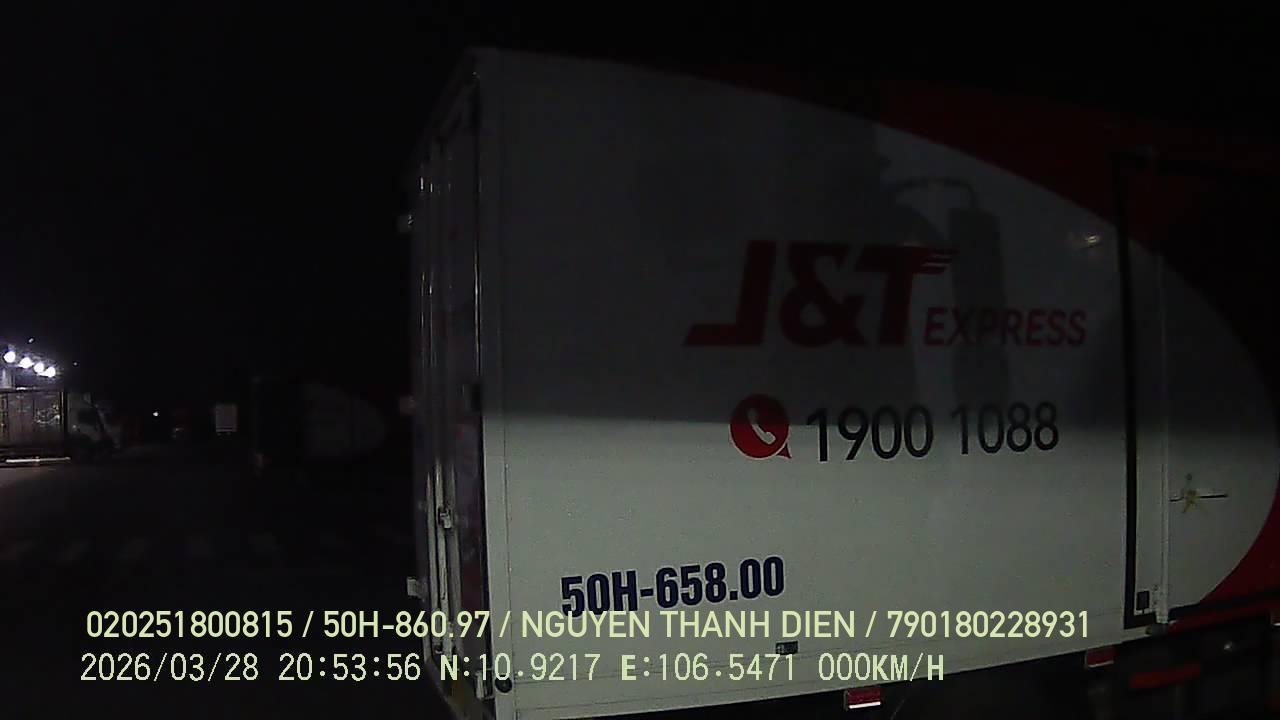 J&T EXPRESS
1900 1088
50H-658.00
020251800815 / 50H-860.97 / NGUYEN THANH DIEN / 790180228931
2026/03/28 20:53:56 N:10.9217 E:106.5471 000KM/H